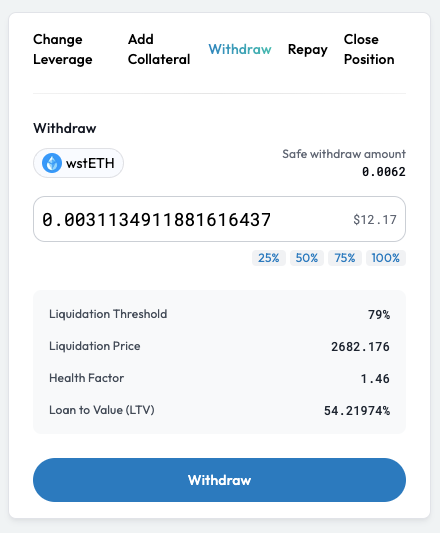 Change Leverage
Add Collateral
Withdraw
Repay
Close Position
Withdraw
wstETH
Safe withdraw amount
0.0062
0.0031134911881616437 $12.17
25% 50% 75% 100%
Liquidation Threshold 79%
Liquidation Price 2682.176
Health Factor 1.46
Loan to Value (LTV) 54.21974%
Withdraw